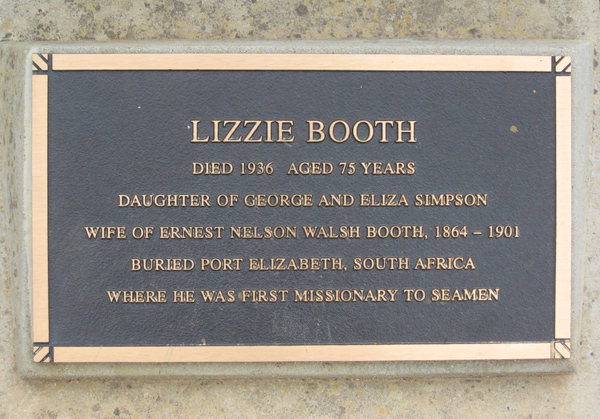 LIZZIE BOOTH
DIED 1936 AGED 75 YEARS
DAUGHTER OF GEORGE AND ELIZA SIMPSON
WIFE OF ERNEST NELSON WALSH BOOTH, 1864 – 1901
BURIED PORT ELIZABETH, SOUTH AFRICA
WHERE HE WAS FIRST MISSIONARY TO SEAMEN